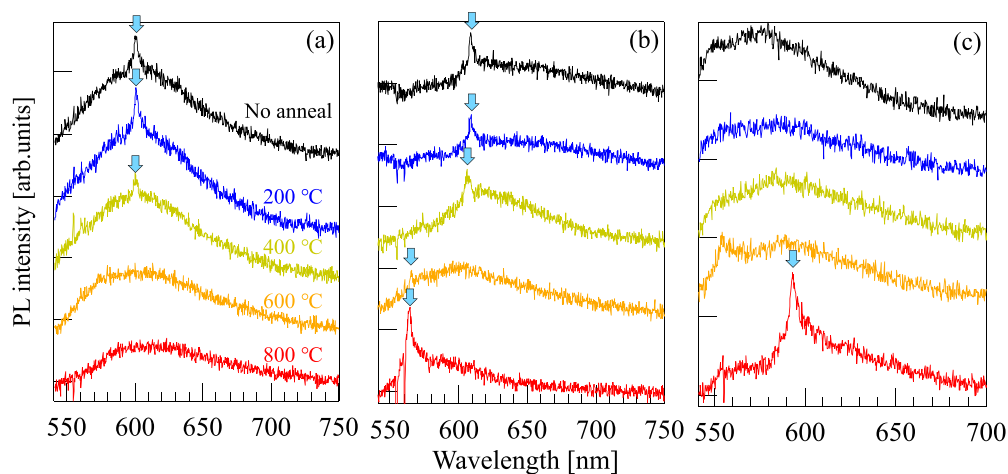 (a)
(b)
(c)
No anneal
200 ℃
400 ℃
600 ℃
800 ℃
PL intensity [arb.units]
550 600 650 700 750
550 600 650 700 750
550 600 650 700
Wavelength [nm]